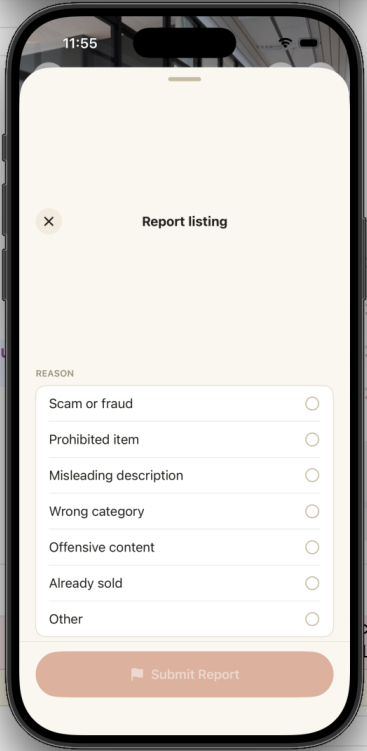 11:55
Report listing
REASON
Scam or fraud
Prohibited item
Misleading description
Wrong category
Offensive content
Already sold
Other
Submit Report